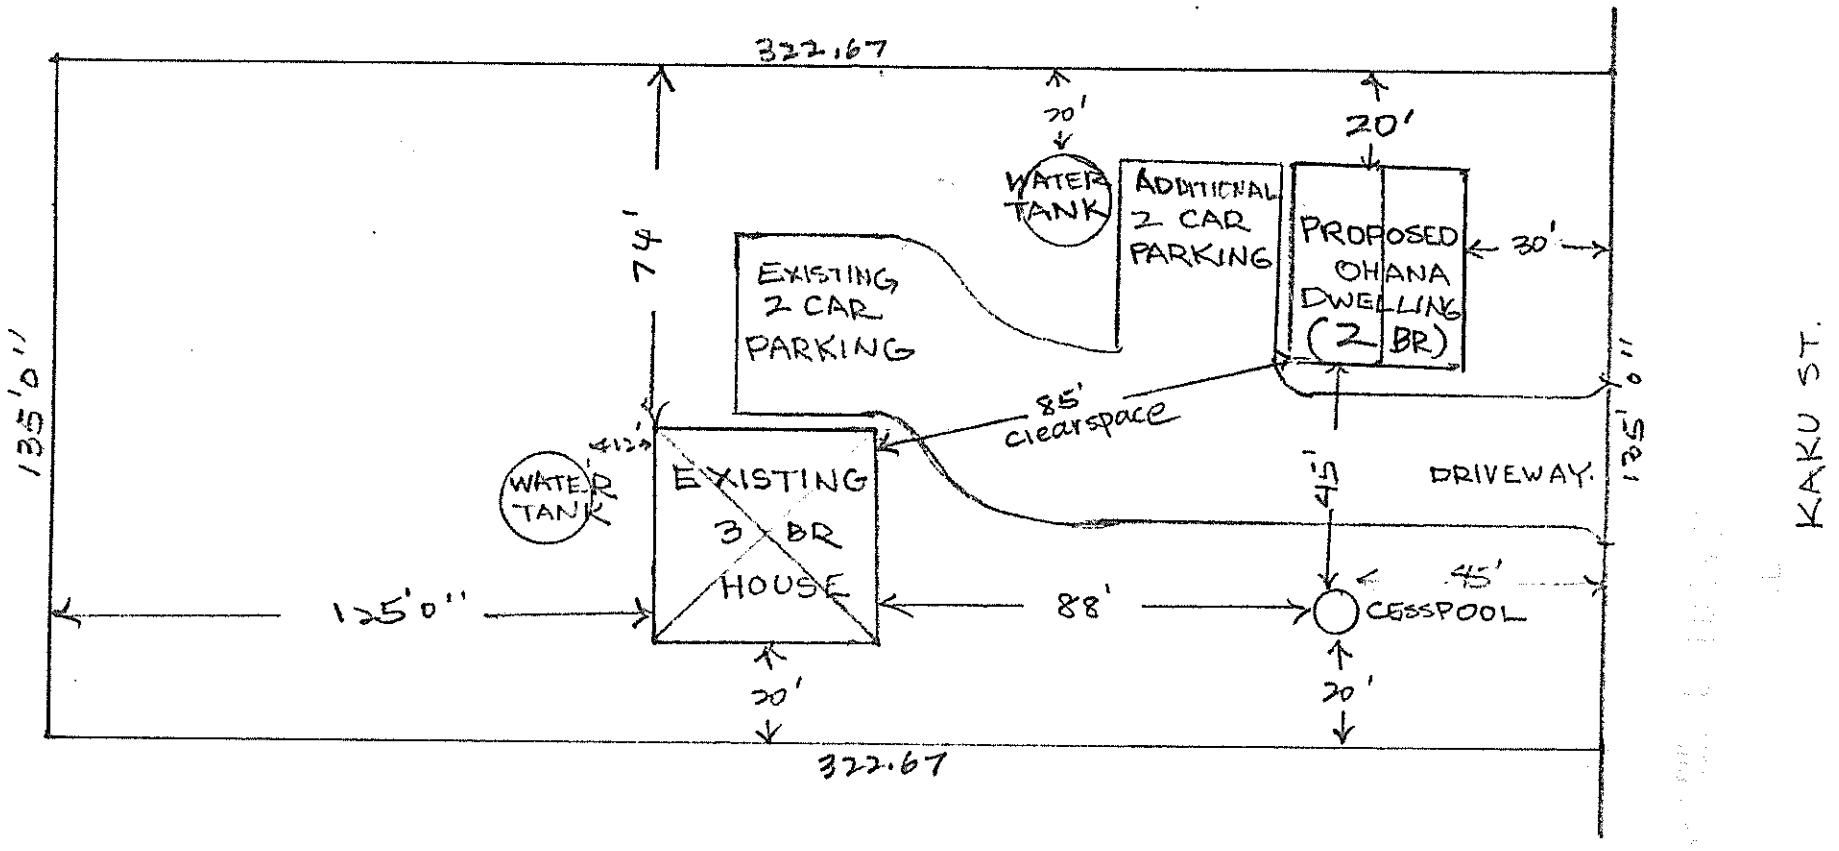 322.67
20'
20'
WATER
TANK
ADDITIONAL
2 CAR
PARKING
PROPOSED
OHANA
DWELLING
(2 BR)
30'
74'
EXISTING
2 CAR
PARKING
135'0"
135'0"
KAKU ST.
85'
clearspace
12'
WATER
TANK
EXISTING
3 BR
HOUSE
45'
DRIVEWAY.
125'0"
88'
45'
CESSPOOL
20'
20'
322.67